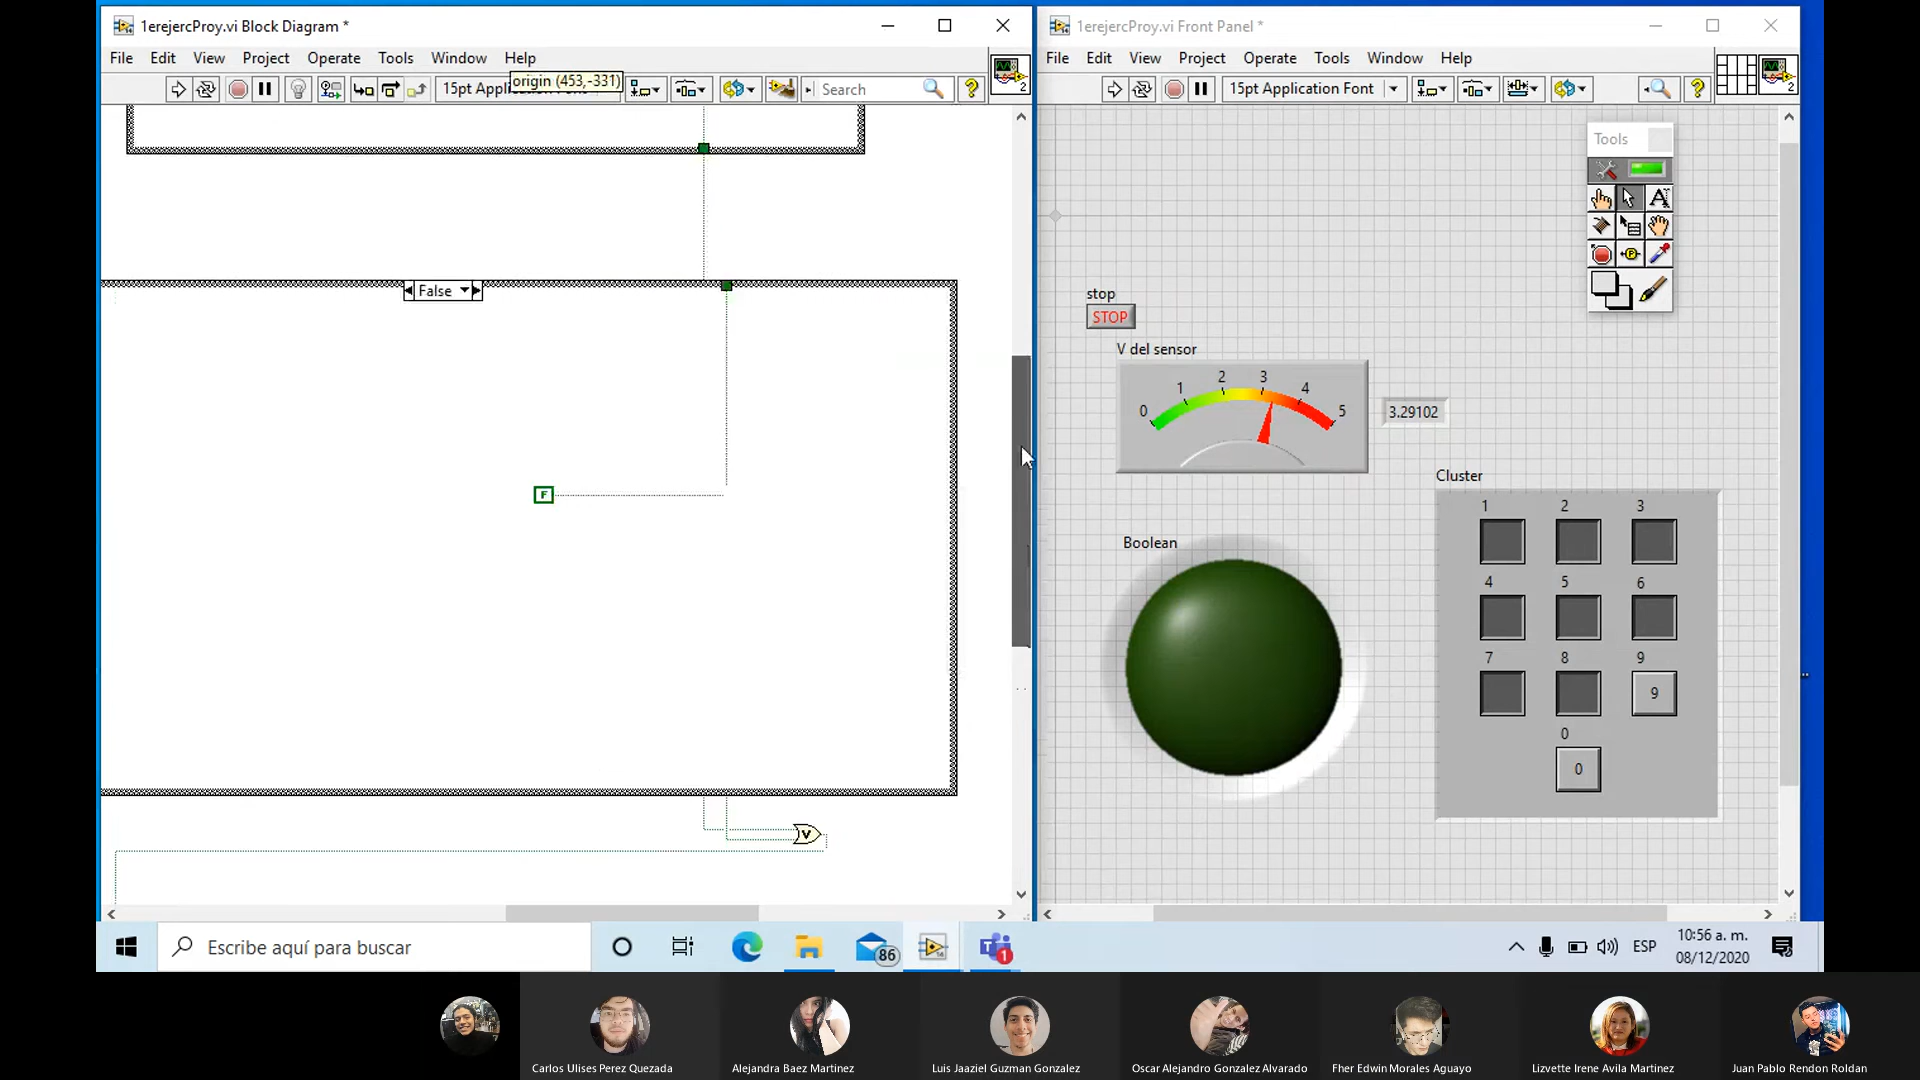 1erejercProy.vi Block Diagram *
File Edit View Project Operate Tools Window Help
origin (453,-331)
15pt Appl
Search
2
False
F
V
1erejercProy.vi Front Panel *
File Edit View Project Operate Tools Window Help
15pt Application Font
2
Tools
stop
STOP
V del sensor
0 1 2 3 4 5
3.29102
Boolean
Cluster
1 2 3
4 5 6
7 8 9
9
0
0
Escribe aquí para buscar
86
1
ESP
10:56 a. m.
08/12/2020
Carlos Ulises Perez Quezada
Alejandra Baez Martinez
Luis Jaaziel Guzman Gonzalez
Oscar Alejandro Gonzalez Alvarado
Fher Edwin Morales Aguayo
Lizvette Irene Avila Martinez
Juan Pablo Rendon Roldan